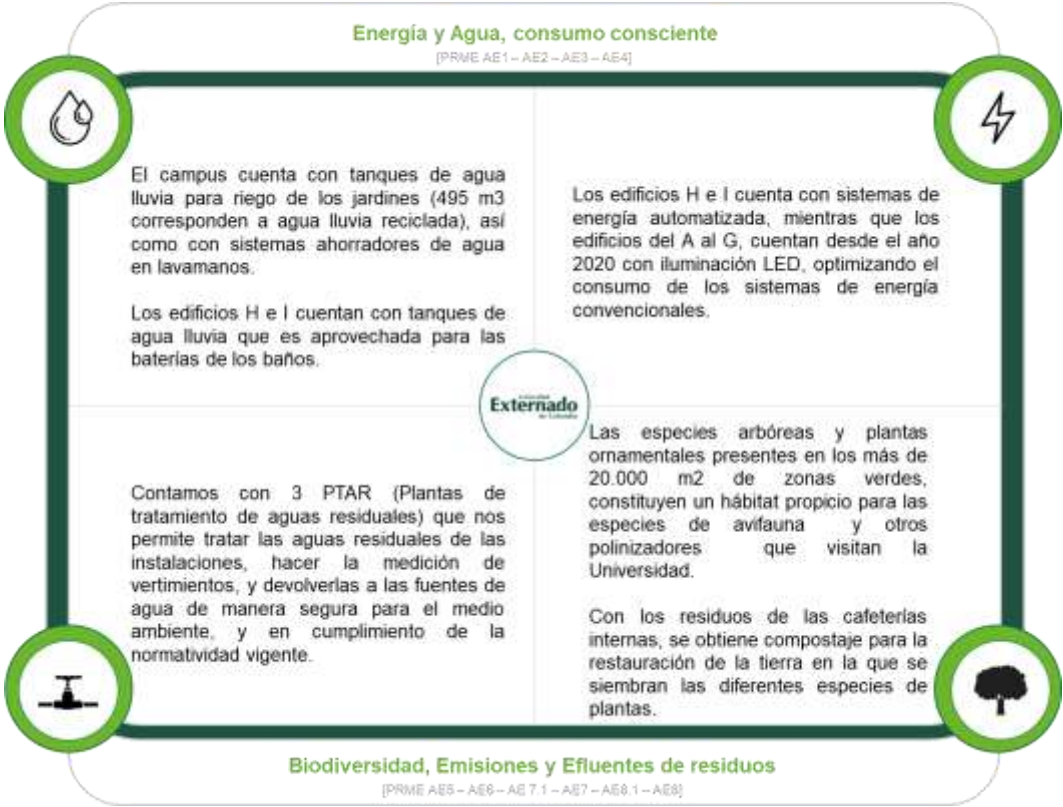 Energía y Agua, consumo consciente
[PRME AE1 – AE2 – AE3 – AE4]
El campus cuenta con tanques de agua
lluvia para riego de los jardines (495 m3
corresponden a agua lluvia reciclada), así
como con sistemas ahorradores de agua
en lavamanos.
Los edificios H e I cuentan con tanques de
agua lluvia que es aprovechada para las
baterías de los baños.
Los edificios H e I cuenta con sistemas de
energía automatizada, mientras que los
edificios del A al G, cuentan desde el año
2020 con iluminación LED, optimizando el
consumo de los sistemas de energía
convencionales.
Externado
Contamos con 3 PTAR (Plantas de
tratamiento de aguas residuales) que nos
permite tratar las aguas residuales de las
instalaciones, hacer la medición de
vertimientos, y devolverlas a las fuentes de
agua de manera segura para el medio
ambiente, y en cumplimiento de la
normatividad vigente.
Las especies arbóreas y plantas
ornamentales presentes en los más de
20.000 m2 de zonas verdes,
constituyen un hábitat propicio para las
especies de avifauna y otros
polinizadores que visitan la
Universidad.
Con los residuos de las cafeterías
internas, se obtiene compostaje para la
restauración de la tierra en la que se
siembran las diferentes especies de
plantas.
Biodiversidad, Emisiones y Efluentes de residuos
[PRME AE5 – AE6 – AE 7.1 – AE7 – AE8.1 – AE8]